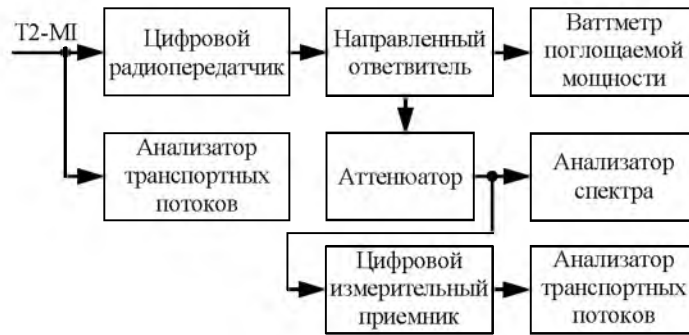 T2-MI
Цифровой
радиопередатчик
Направленный
ответвитель
Ваттметр
поглощаемой
мощности
Анализатор
транспортных
потоков
Аттенюатор
Анализатор
спектра
Цифровой
измерительный
приемник
Анализатор
транспортных
потоков